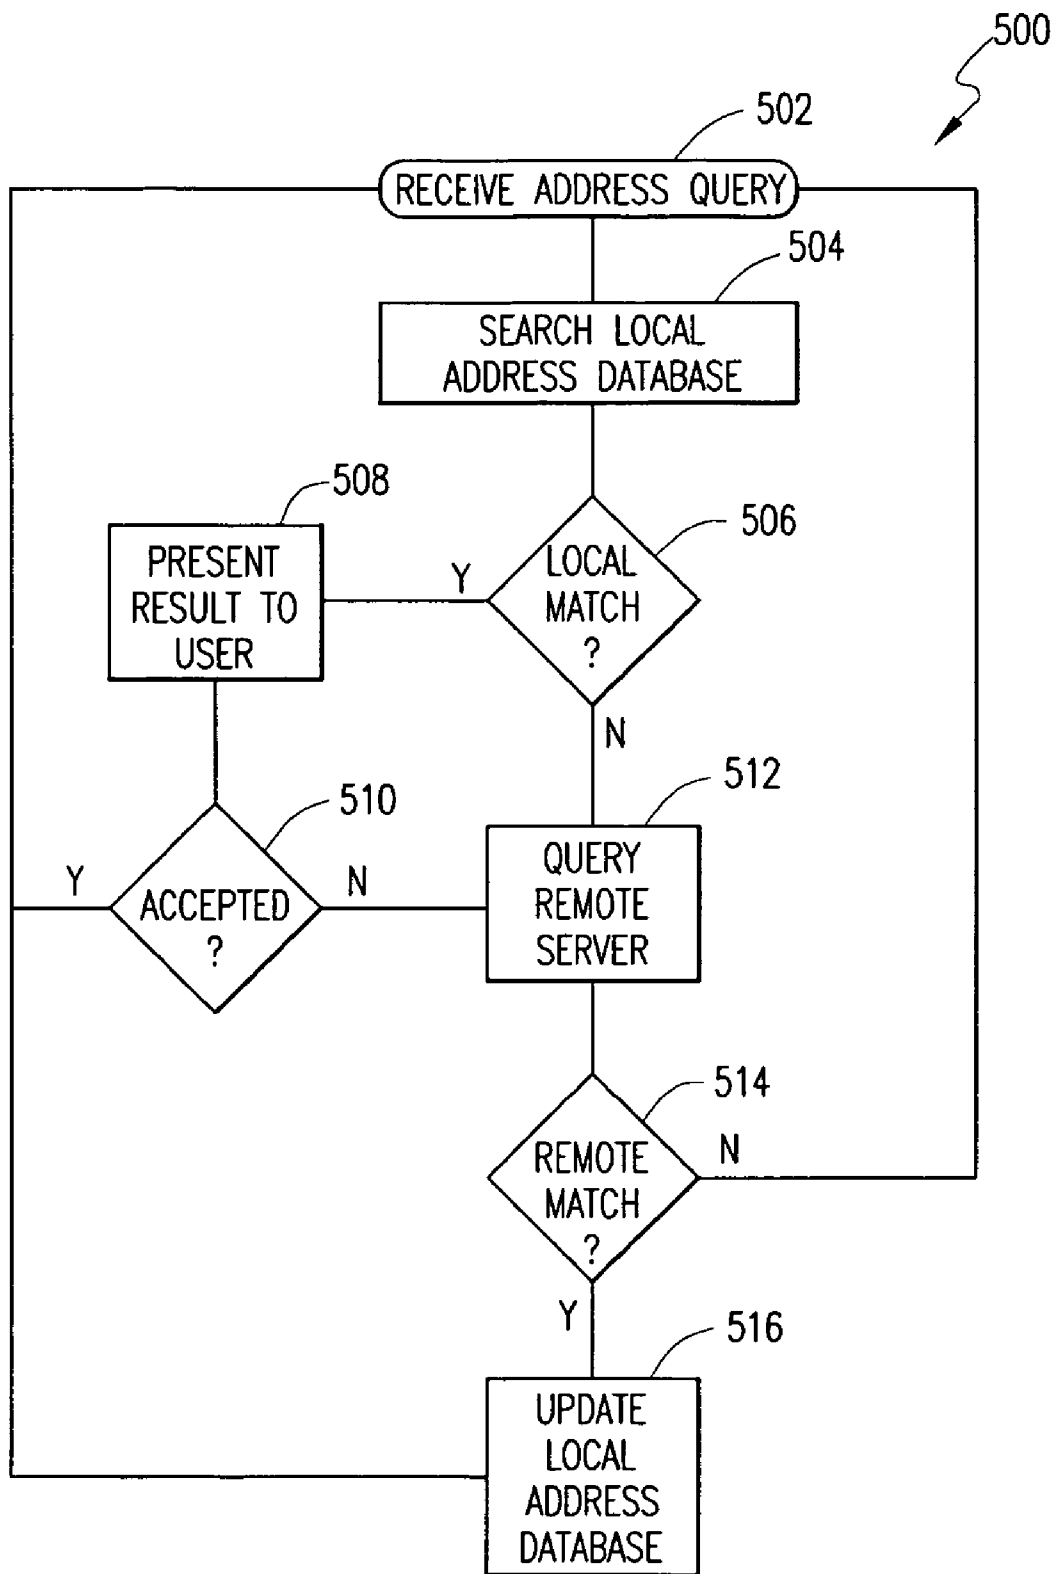 500
502
RECEIVE ADDRESS QUERY
504
SEARCH LOCAL
ADDRESS DATABASE
508
PRESENT
RESULT TO
USER
506
LOCAL
MATCH
?
Y
N
510
ACCEPTED
?
Y
N
512
QUERY
REMOTE
SERVER
514
REMOTE
MATCH
?
N
Y
516
UPDATE
LOCAL
ADDRESS
DATABASE